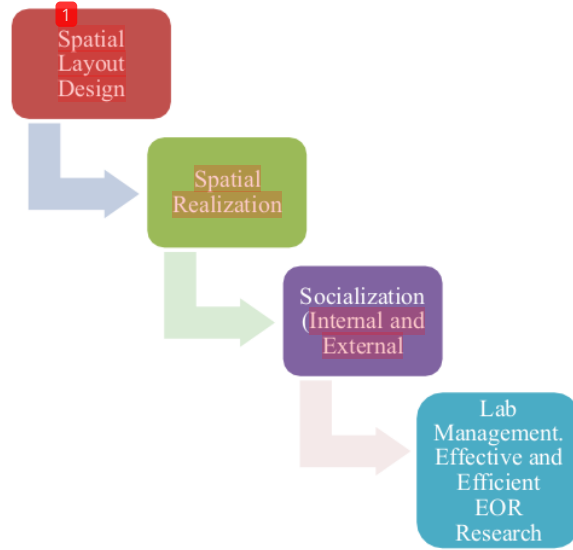 1
Spatial
Layout
Design
Spatial
Realization
Socialization
(Internal and
External
Lab
Management.
Effective and
Efficient
EOR
Research